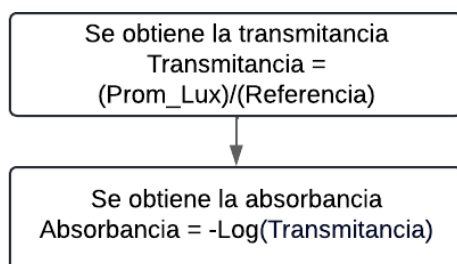 Se obtiene la transmitancia
Transmitancia =
(Prom_Lux)/(Referencia)
Se obtiene la absorbancia
Absorbancia = -Log(Transmitancia)